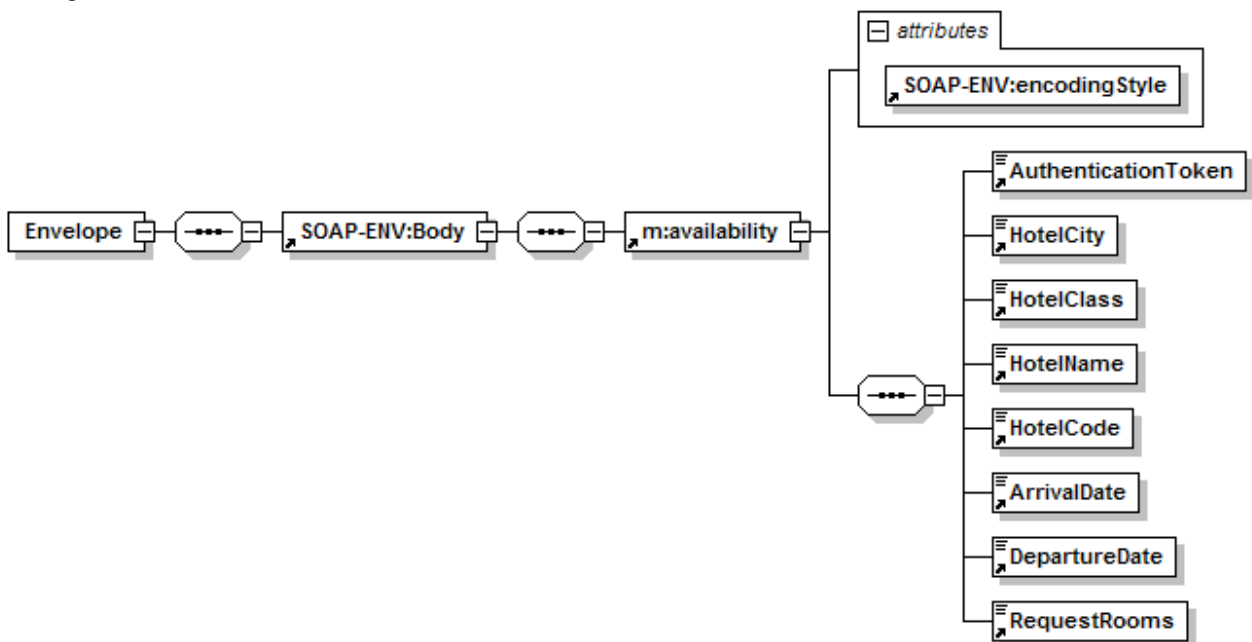 attributes
SOAP-ENV:encodingStyle
Envelope
SOAP-ENV:Body
m:availability
AuthenticationToken
HotelCity
HotelClass
HotelName
HotelCode
ArrivalDate
DepartureDate
RequestRooms